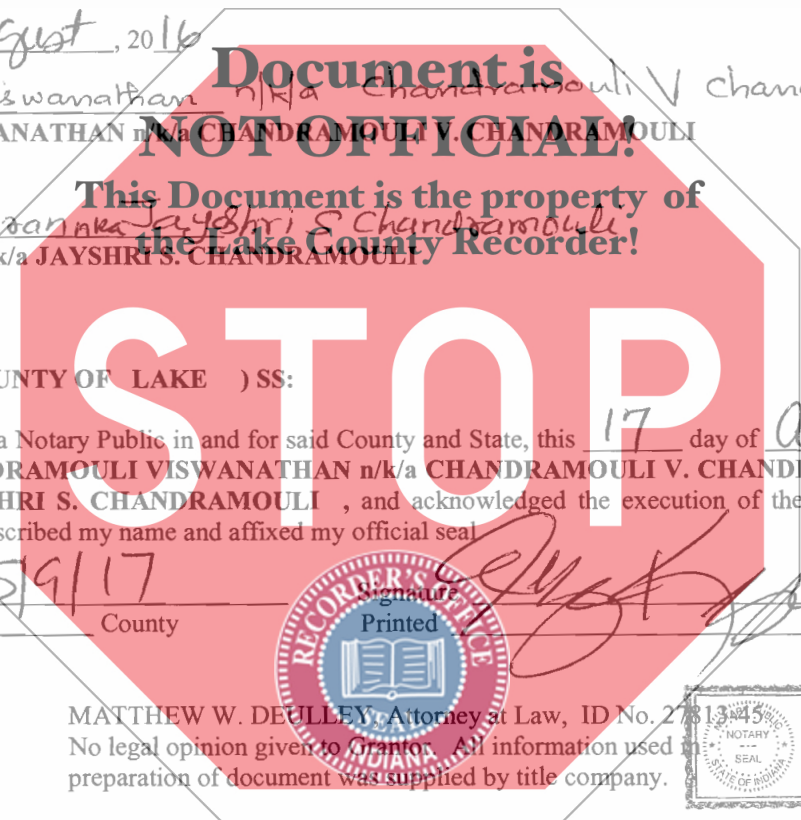 gust, 2016
Document is
swanathan n/k/a Chandramouli V Chan
ANATHAN n/k/a CHANDRAMOULI V. CHANDRAMOULI
NOT OFFICIAL!
This Document is the property of
Jayshri S Chandramouli
the Lake County Recorder!
k/a JAYSHRI S. CHANDRAMOULI
STOP
UNTY OF LAKE ) SS:
a Notary Public in and for said County and State, this 17 day of
DRAMOULI VISWANATHAN n/k/a CHANDRAMOULI V. CHAND
HRI S. CHANDRAMOULI , and acknowledged the execution of the
scribed my name and affixed my official seal
5/9/17
Signature
County
Printed
RECORDER'S OFFICE
INDIANA
MATTHEW W. DEULLEY, Attorney at Law, ID No. 27813-45
No legal opinion given to Grantor. All information used in
preparation of document was supplied by title company.
NOTARY PUBLIC
NOTARY
SEAL
STATE OF INDIANA